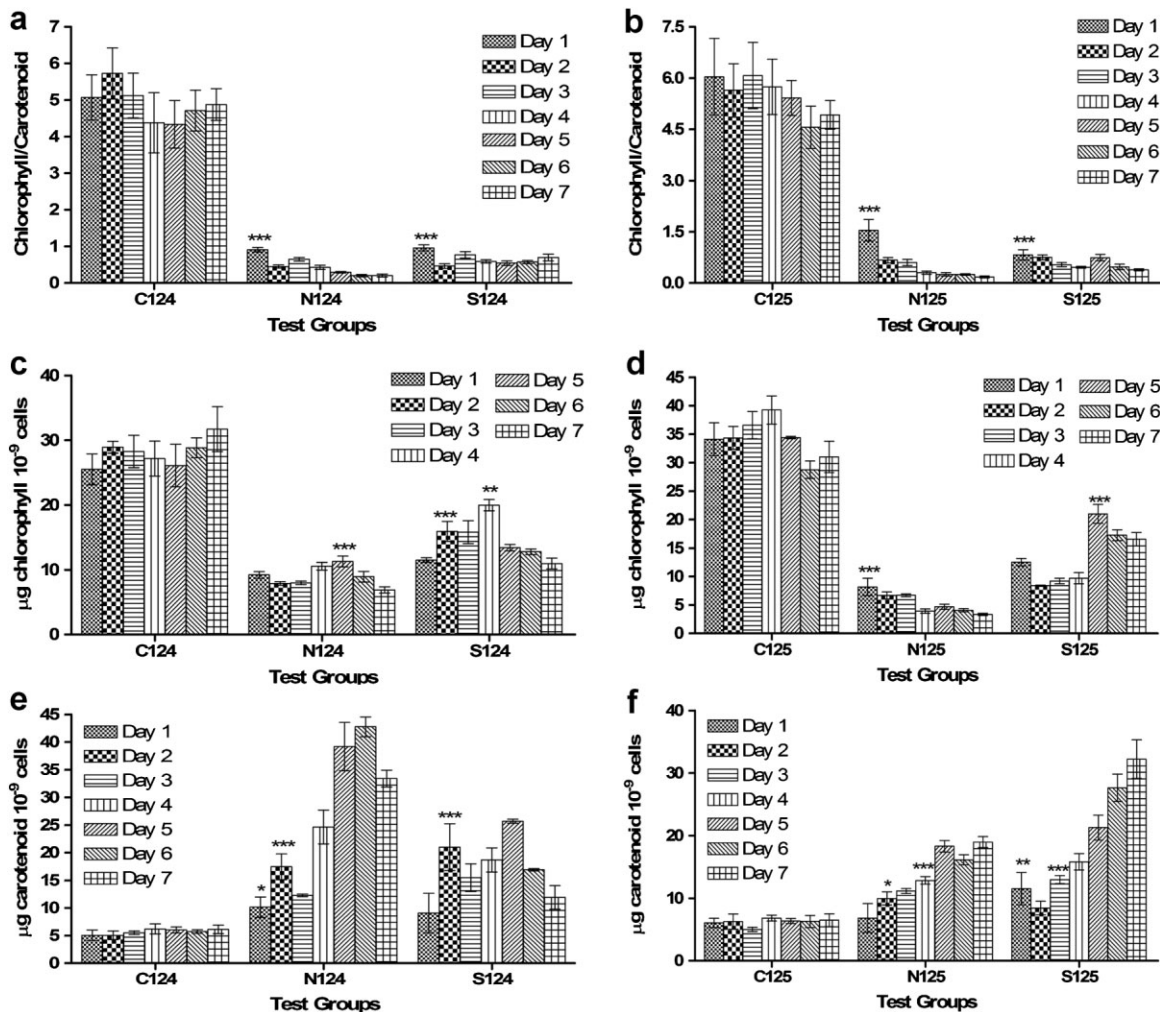 a
Chlorophyll/Carotenoid
7
6
5
4
3
2
1
0
Day 1
Day 2
Day 3
Day 4
Day 5
Day 6
Day 7
***
***
C124 N124 S124
Test Groups
b
Chlorophyll/Carotenoid
7.5
6.0
4.5
3.0
1.5
0.0
Day 1
Day 2
Day 3
Day 4
Day 5
Day 6
Day 7
***
***
C125 N125 S125
Test Groups
c
µg chlorophyll 10⁻⁹ cells
40
30
20
10
0
Day 1 Day 5
Day 2 Day 6
Day 3 Day 7
Day 4
***
***
**
C124 N124 S124
Test Groups
d
µg chlorophyll 10⁻⁹ cells
45
40
35
30
25
20
15
10
5
0
Day 1 Day 5
Day 2 Day 6
Day 3 Day 7
Day 4
***
***
C125 N125 S125
Test Groups
e
µg carotenoid 10⁻⁹ cells
45
40
35
30
25
20
15
10
5
0
Day 1
Day 2
Day 3
Day 4
Day 5
Day 6
Day 7
*
***
***
C124 N124 S124
Test Groups
f
µg carotenoid 10⁻⁹ cells
40
30
20
10
0
Day 1
Day 2
Day 3
Day 4
Day 5
Day 6
Day 7
*
***
**
***
C125 N125 S125
Test Groups